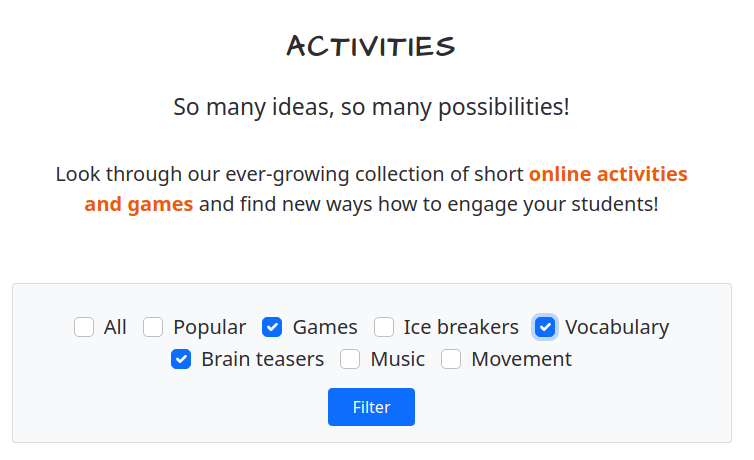 ACTIVITIES
So many ideas, so many possibilities!
Look through our ever-growing collection of short online activities
and games and find new ways how to engage your students!
All Popular Games Ice breakers Vocabulary
Brain teasers Music Movement
Filter